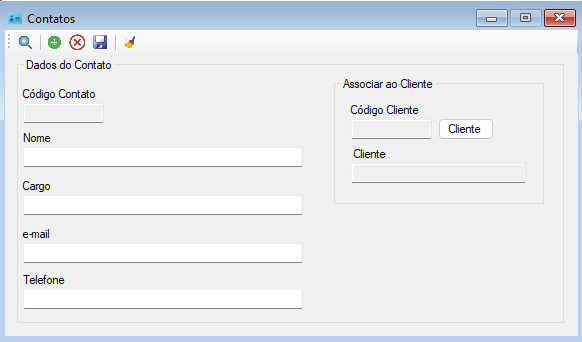 Contatos
Dados do Contato
Código Contato
Nome
Cargo
e-mail
Telefone
Associar ao Cliente
Código Cliente
Cliente
Cliente